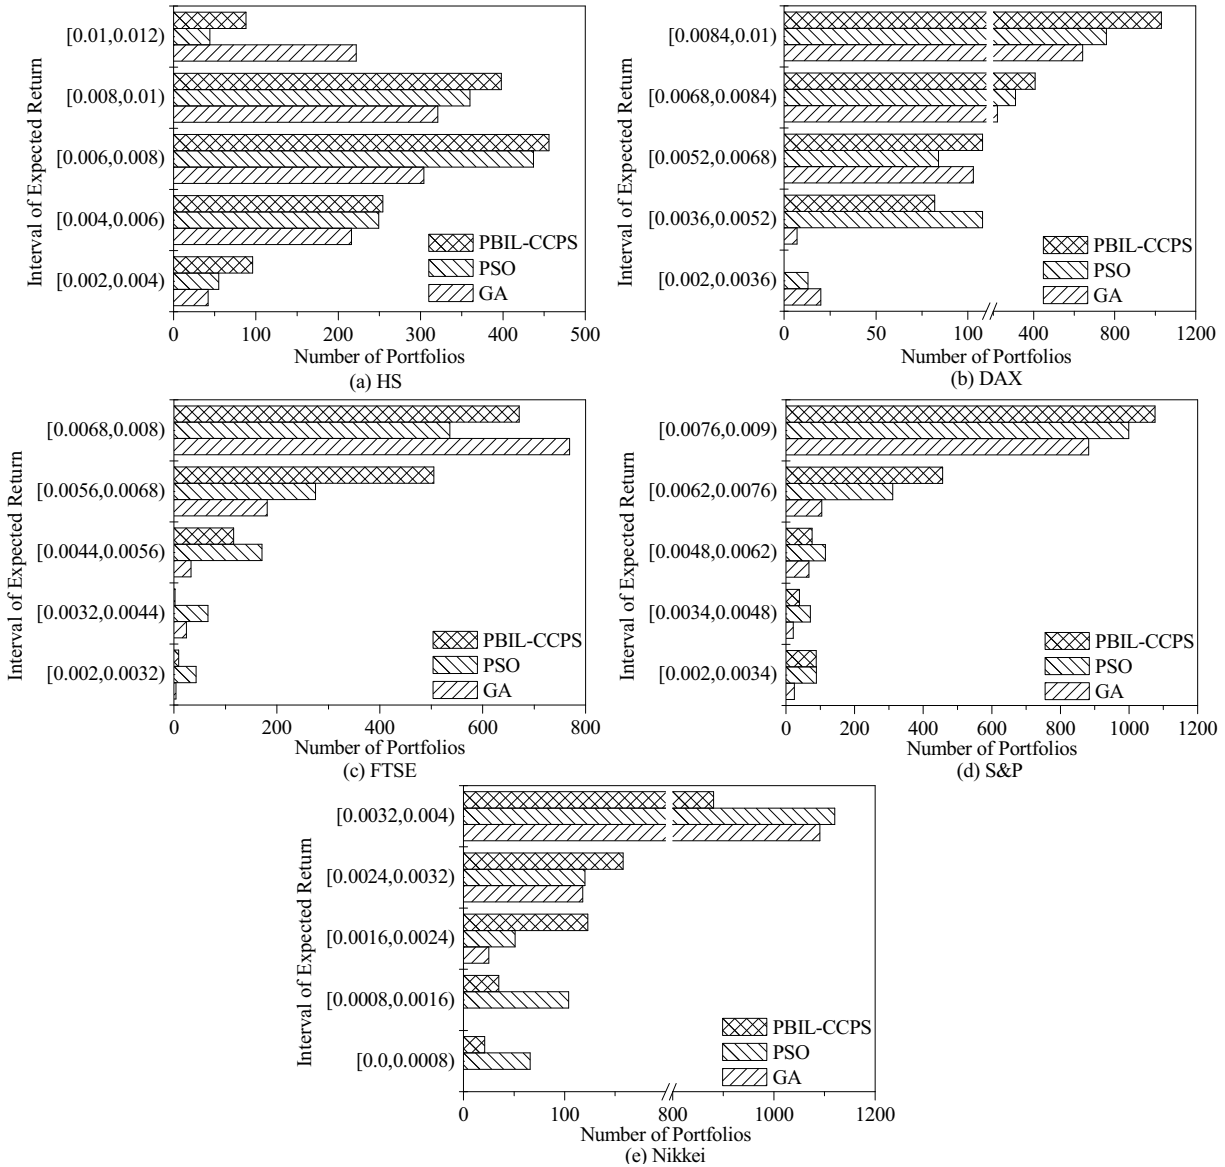 Interval of Expected Return
[0.01,0.012)
[0.008,0.01)
[0.006,0.008)
[0.004,0.006)
[0.002,0.004)
PBIL-CCPS
PSO
GA
0 100 200 300 400 500
Number of Portfolios
(a) HS
Interval of Expected Return
[0.0084,0.01)
[0.0068,0.0084)
[0.0052,0.0068)
[0.0036,0.0052)
[0.002,0.0036)
PBIL-CCPS
PSO
GA
0 50 100 400 800 1200
Number of Portfolios
(b) DAX
Interval of Expected Return
[0.0068,0.008)
[0.0056,0.0068)
[0.0044,0.0056)
[0.0032,0.0044)
[0.002,0.0032)
PBIL-CCPS
PSO
GA
0 200 400 600 800
Number of Portfolios
(c) FTSE
Interval of Expected Return
[0.0076,0.009)
[0.0062,0.0076)
[0.0048,0.0062)
[0.0034,0.0048)
[0.002,0.0034)
PBIL-CCPS
PSO
GA
0 200 400 600 800 1000 1200
Number of Portfolios
(d) S&P
Interval of Expected Return
[0.0032,0.004)
[0.0024,0.0032)
[0.0016,0.0024)
[0.0008,0.0016)
[0.0,0.0008)
PBIL-CCPS
PSO
GA
0 100 800 1000 1200
Number of Portfolios
(e) Nikkei